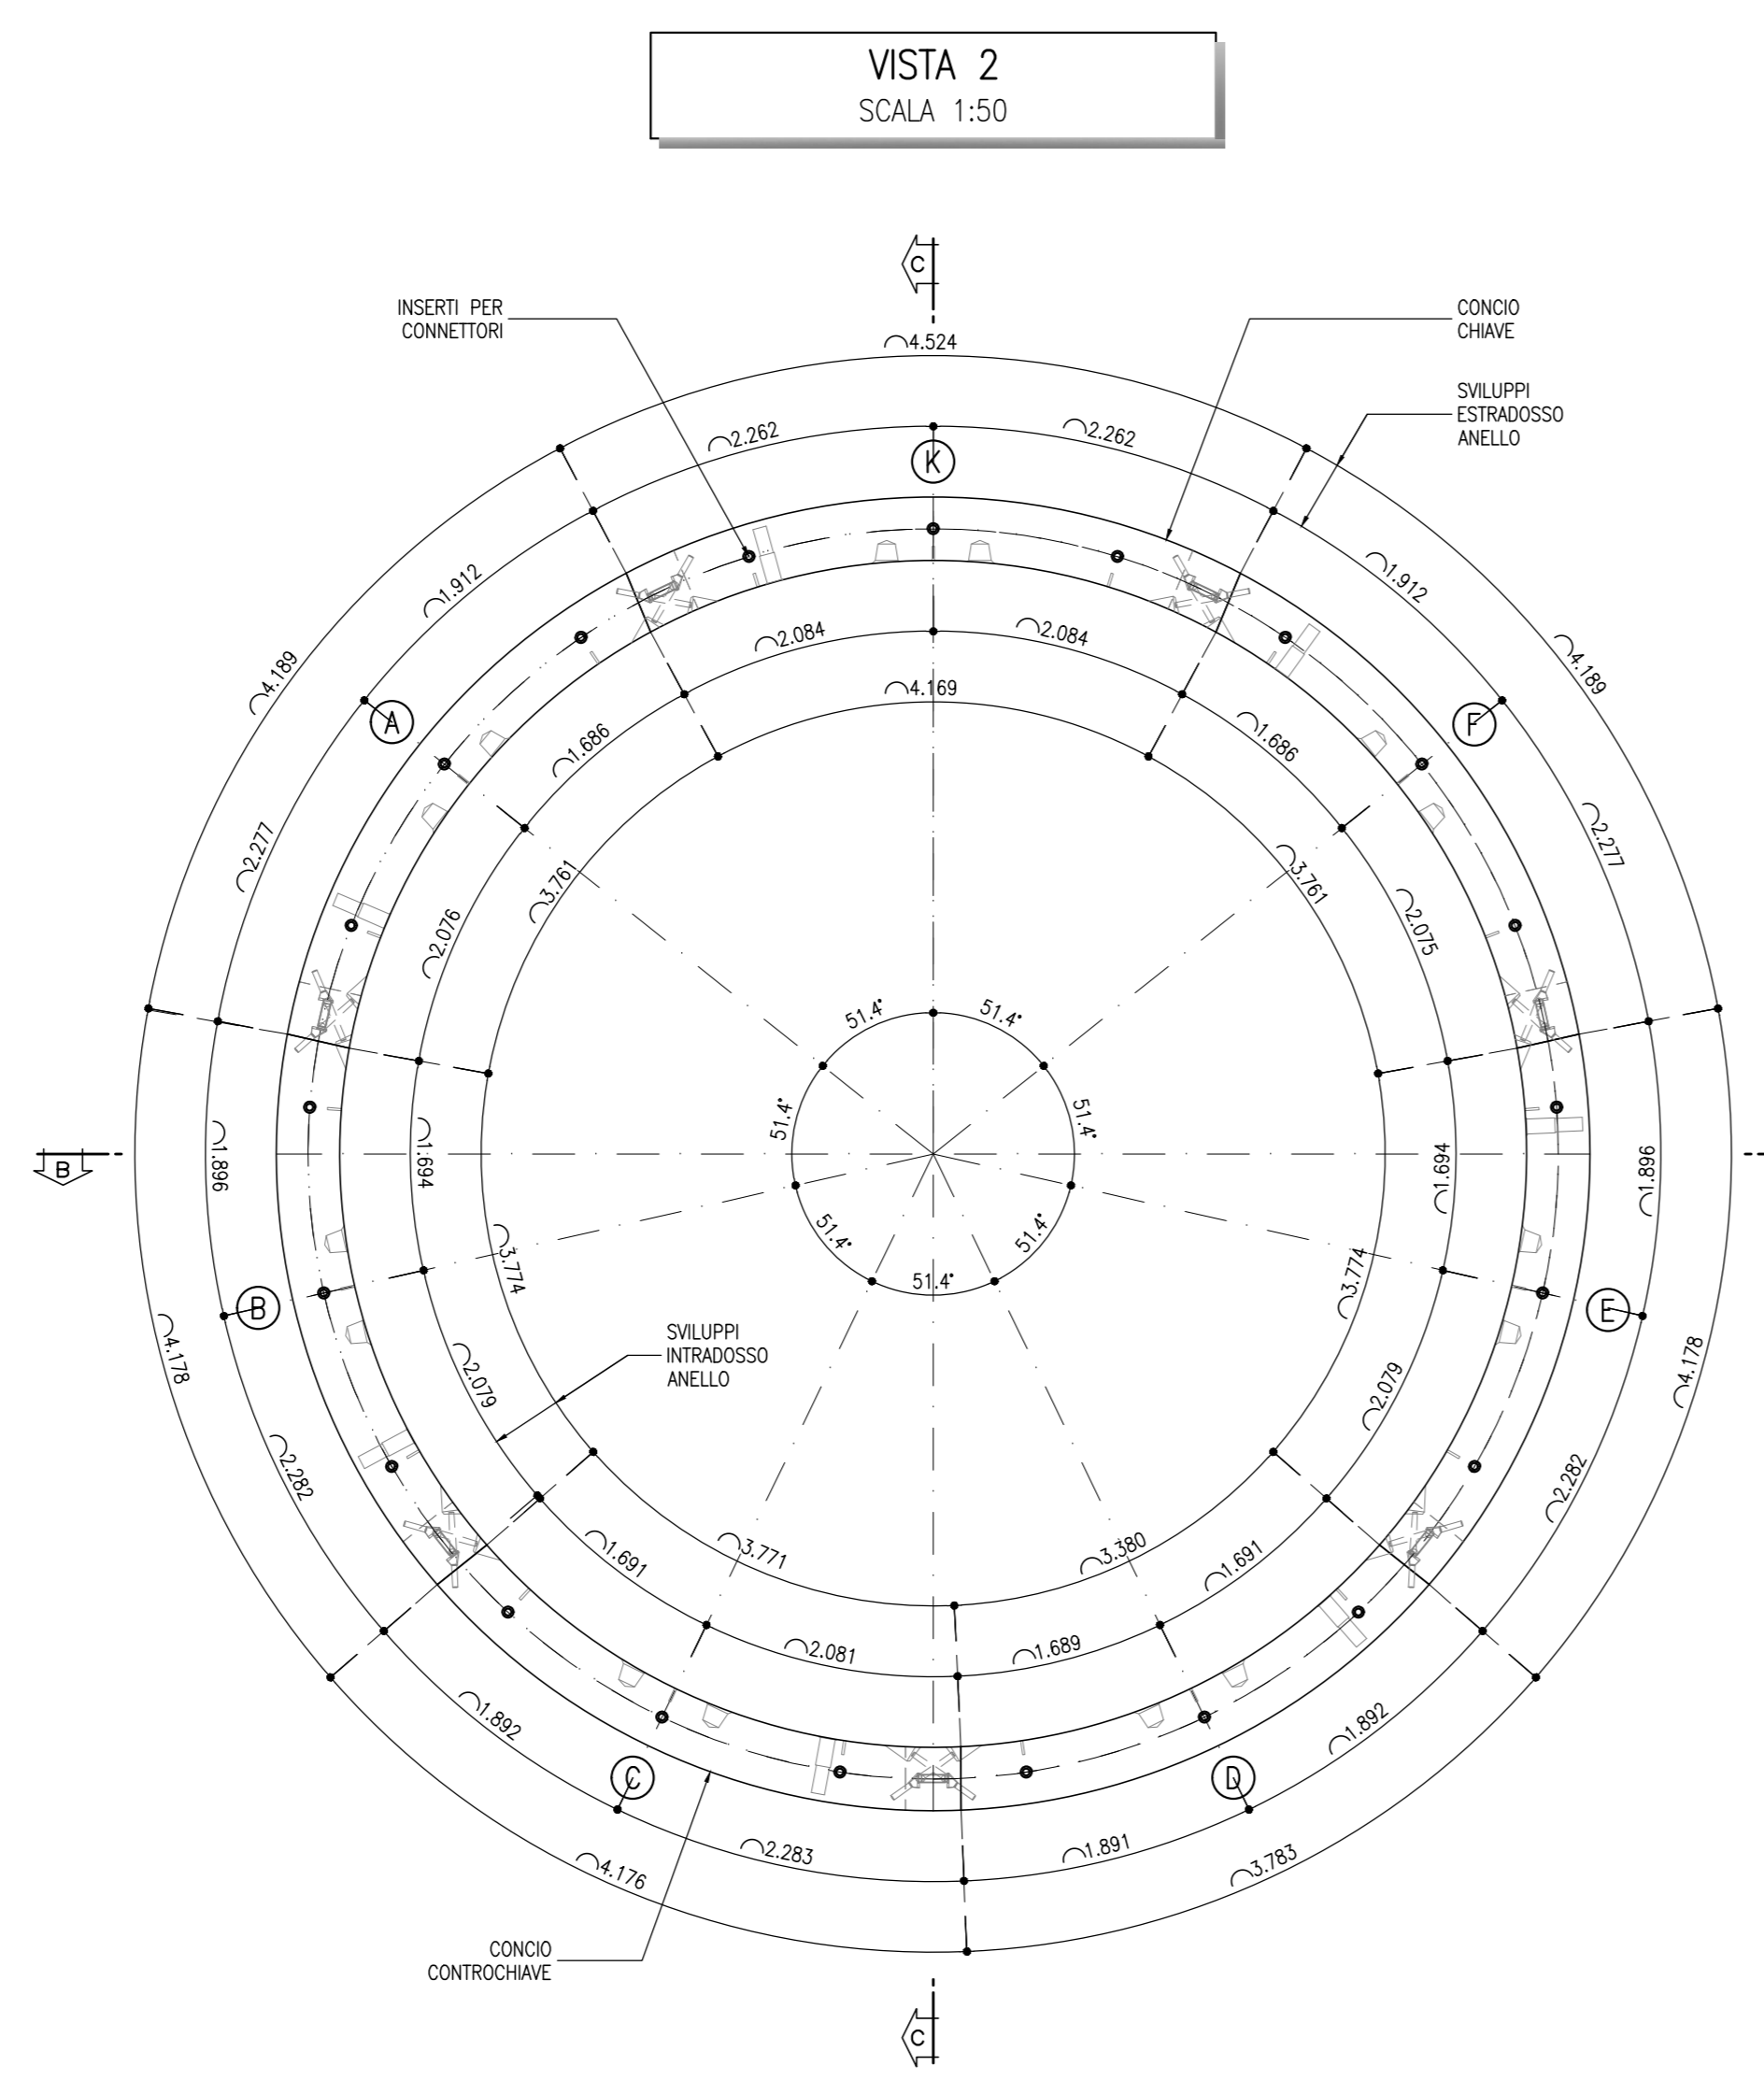 VISTA 2
SCALA 1:50
C
INSERTI PER
CONNETTORI
CONCIO
CHIAVE
4.524
SVILUPPI
ESTRADOSSO
ANELLO
2.262
2.262
K
1.912
1.912
2.084
2.084
4.189
4.189
4.169
A
F
1.686
1.686
2.277
2.277
3.761
3.761
2.076
2.075
51.4°
51.4°
51.4°
51.4°
B
1.896
1.694
1.694
1.896
51.4°
51.4°
51.4°
3.774
3.774
B
E
SVILUPPI
INTRADOSSO
ANELLO
4.178
4.178
2.079
2.079
2.282
2.282
1.691
3.771
3.380
1.691
2.081
1.689
1.892
1.892
C
D
2.283
1.891
4.176
3.783
CONCIO
CONTROCHIAVE
C